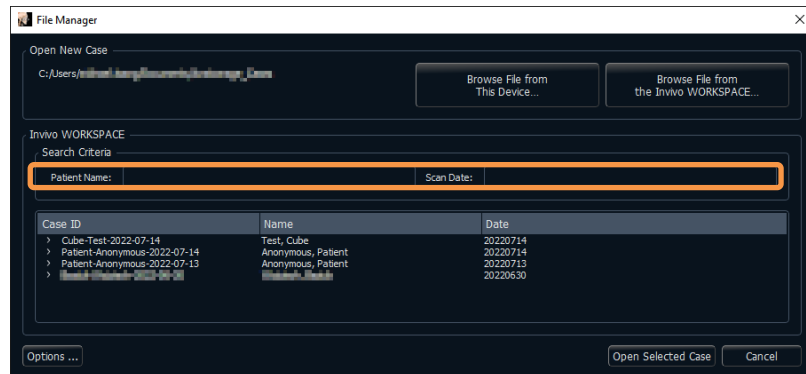 File Manager
Open New Case
C:/Users/
Browse File from
This Device...
Browse File from
the Invivo WORKSPACE...
Invivo WORKSPACE
Search Criteria
Patient Name:
Scan Date:
Case ID Name Date
Cube-Test-2022-07-14 Test, Cube 20220714
Patient-Anonymous-2022-07-14 Anonymous, Patient 20220714
Patient-Anonymous-2022-07-13 Anonymous, Patient 20220713
20220630
Options ...
Open Selected Case
Cancel